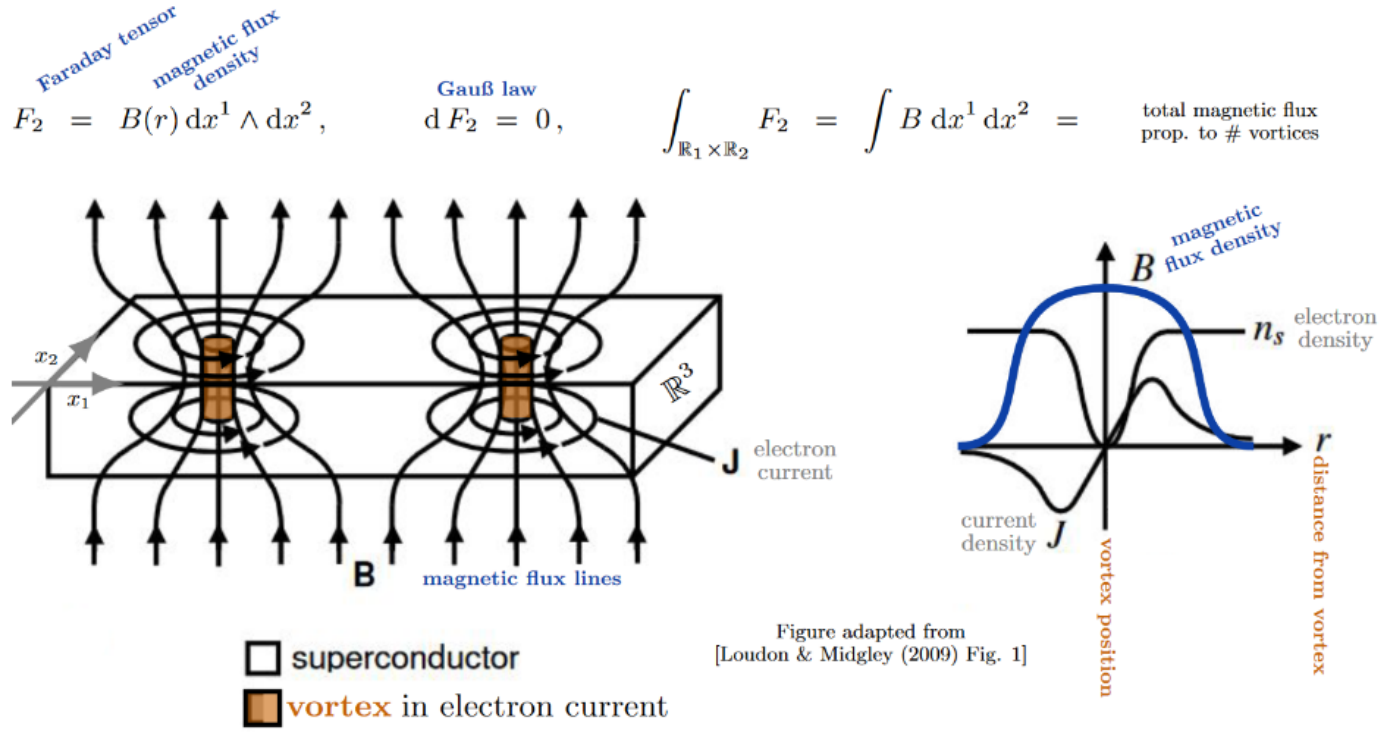 Faraday tensor
magnetic flux
density
Gauß law
F₂ = B(r) dx¹ ∧ dx² ,
d F₂ = 0 ,
∫_{ℝ₁×ℝ₂} F₂ = ∫ B dx¹ dx² =
total magnetic flux
prop. to # vortices
x₂
x₁
ℝ³
J
electron
current
B
magnetic flux lines
magnetic
flux density
B
nₛ
electron
density
r
current
density
J
vortex position
distance from vortex
Figure adapted from
[Loudon & Midgley (2009) Fig. 1]
superconductor
vortex in electron current